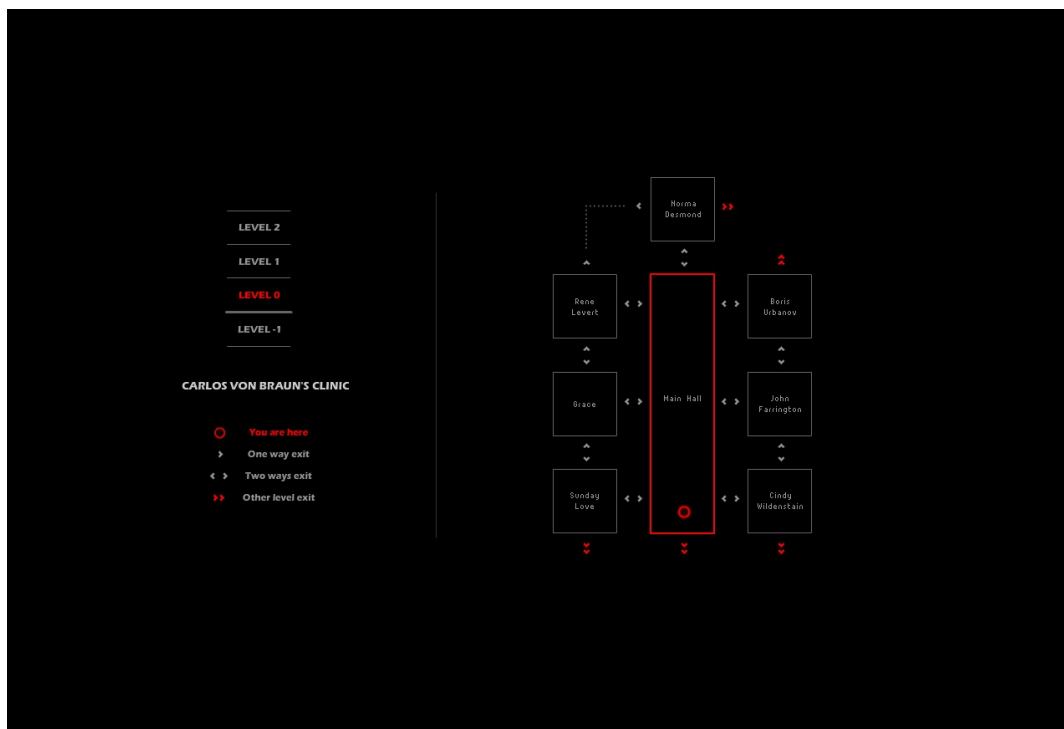 LEVEL 2
LEVEL 1
LEVEL 0
LEVEL -1
CARLOS VON BRAUN'S CLINIC
You are here
One way exit
Two ways exit
Other level exit
Norma
Desmond
Rene
Levert
Boris
Urbanov
Grace
Main Hall
John
Farrington
Sunday
Love
Cindy
Wildenstain